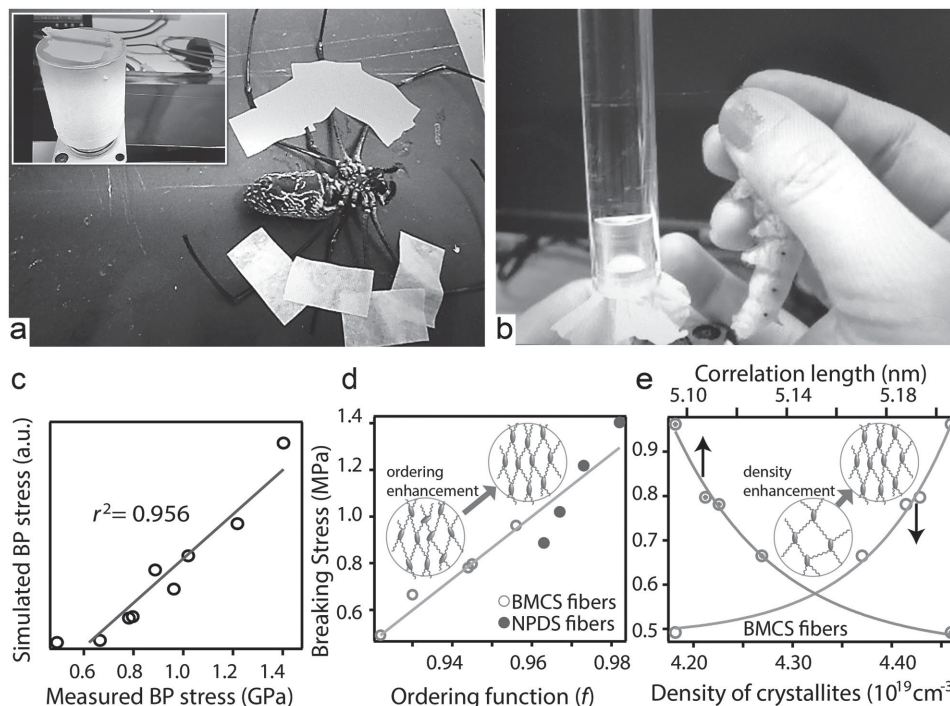 a
b
c
Simulated BP stress (a.u.)
r²= 0.956
0.6
0.8
1.0
1.2
1.4
Measured BP stress (GPa)
d
Breaking Stress (MPa)
1.4
1.2
1.0
0.8
0.6
ordering
enhancement
BMCS fibers
NPDS fibers
0.94
0.96
0.98
Ordering function (f)
e
Correlation length (nm)
5.10
5.14
5.18
0.9
0.8
0.7
0.6
0.5
density
enhancement
BMCS fibers
4.20
4.30
4.40
Density of crystallites (10¹⁹cm⁻³